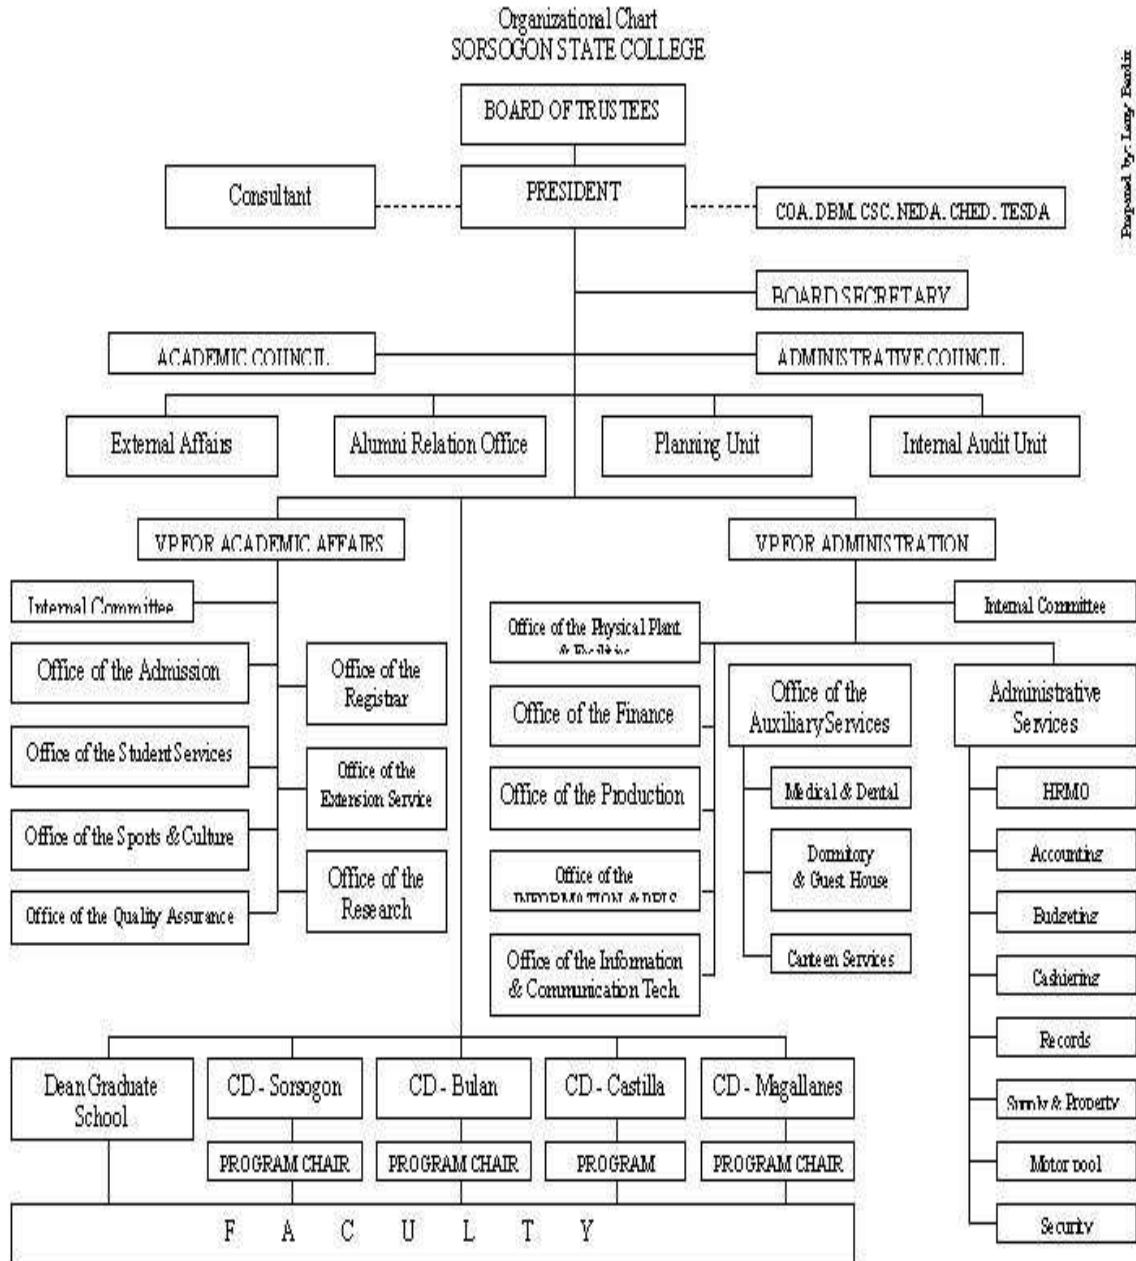 Organizational Chart
SORSOGON STATE COLLEGE
Prepared by:
BOARD OF TRUSTEES
Consultant
PRESIDENT
COA. DBM. CSC. NEDA. CHED. TESDA
BOARD SECRETARY
ACADEMIC COUNCIL
ADMINISTRATIVE COUNCIL
External Affairs
Alumni Relation Office
Planning Unit
Internal Audit Unit
VP FOR ACADEMIC AFFAIRS
VP FOR ADMINISTRATION
Internal Committee
Office of the Admission
Office of the
Registrar
Office of the Student Services
Office of the
Extension Service
Office of the Sports & Culture
Office of the
Research
Office of the Quality Assurance
Internal Committee
Office of the Physical Plant
&
Office of the Finance
Office of the Production
Office of the
INFORMATION &
Office of the Information
& Communication Tech.
Office of the
Auxiliary Services
Medical & Dental
Dormitory
& Guest House
Canteen Services
Administrative
Services
HRMO
Accounting
Budgeting
Cashiering
Records
Supply & Property
Motor pool
Security
Dean Graduate
School
CD - Sorsogon
CD - Bulan
CD - Castilla
CD - Magallanes
PROGRAM CHAIR
PROGRAM CHAIR
PROGRAM
PROGRAM CHAIR
F A C U L T Y